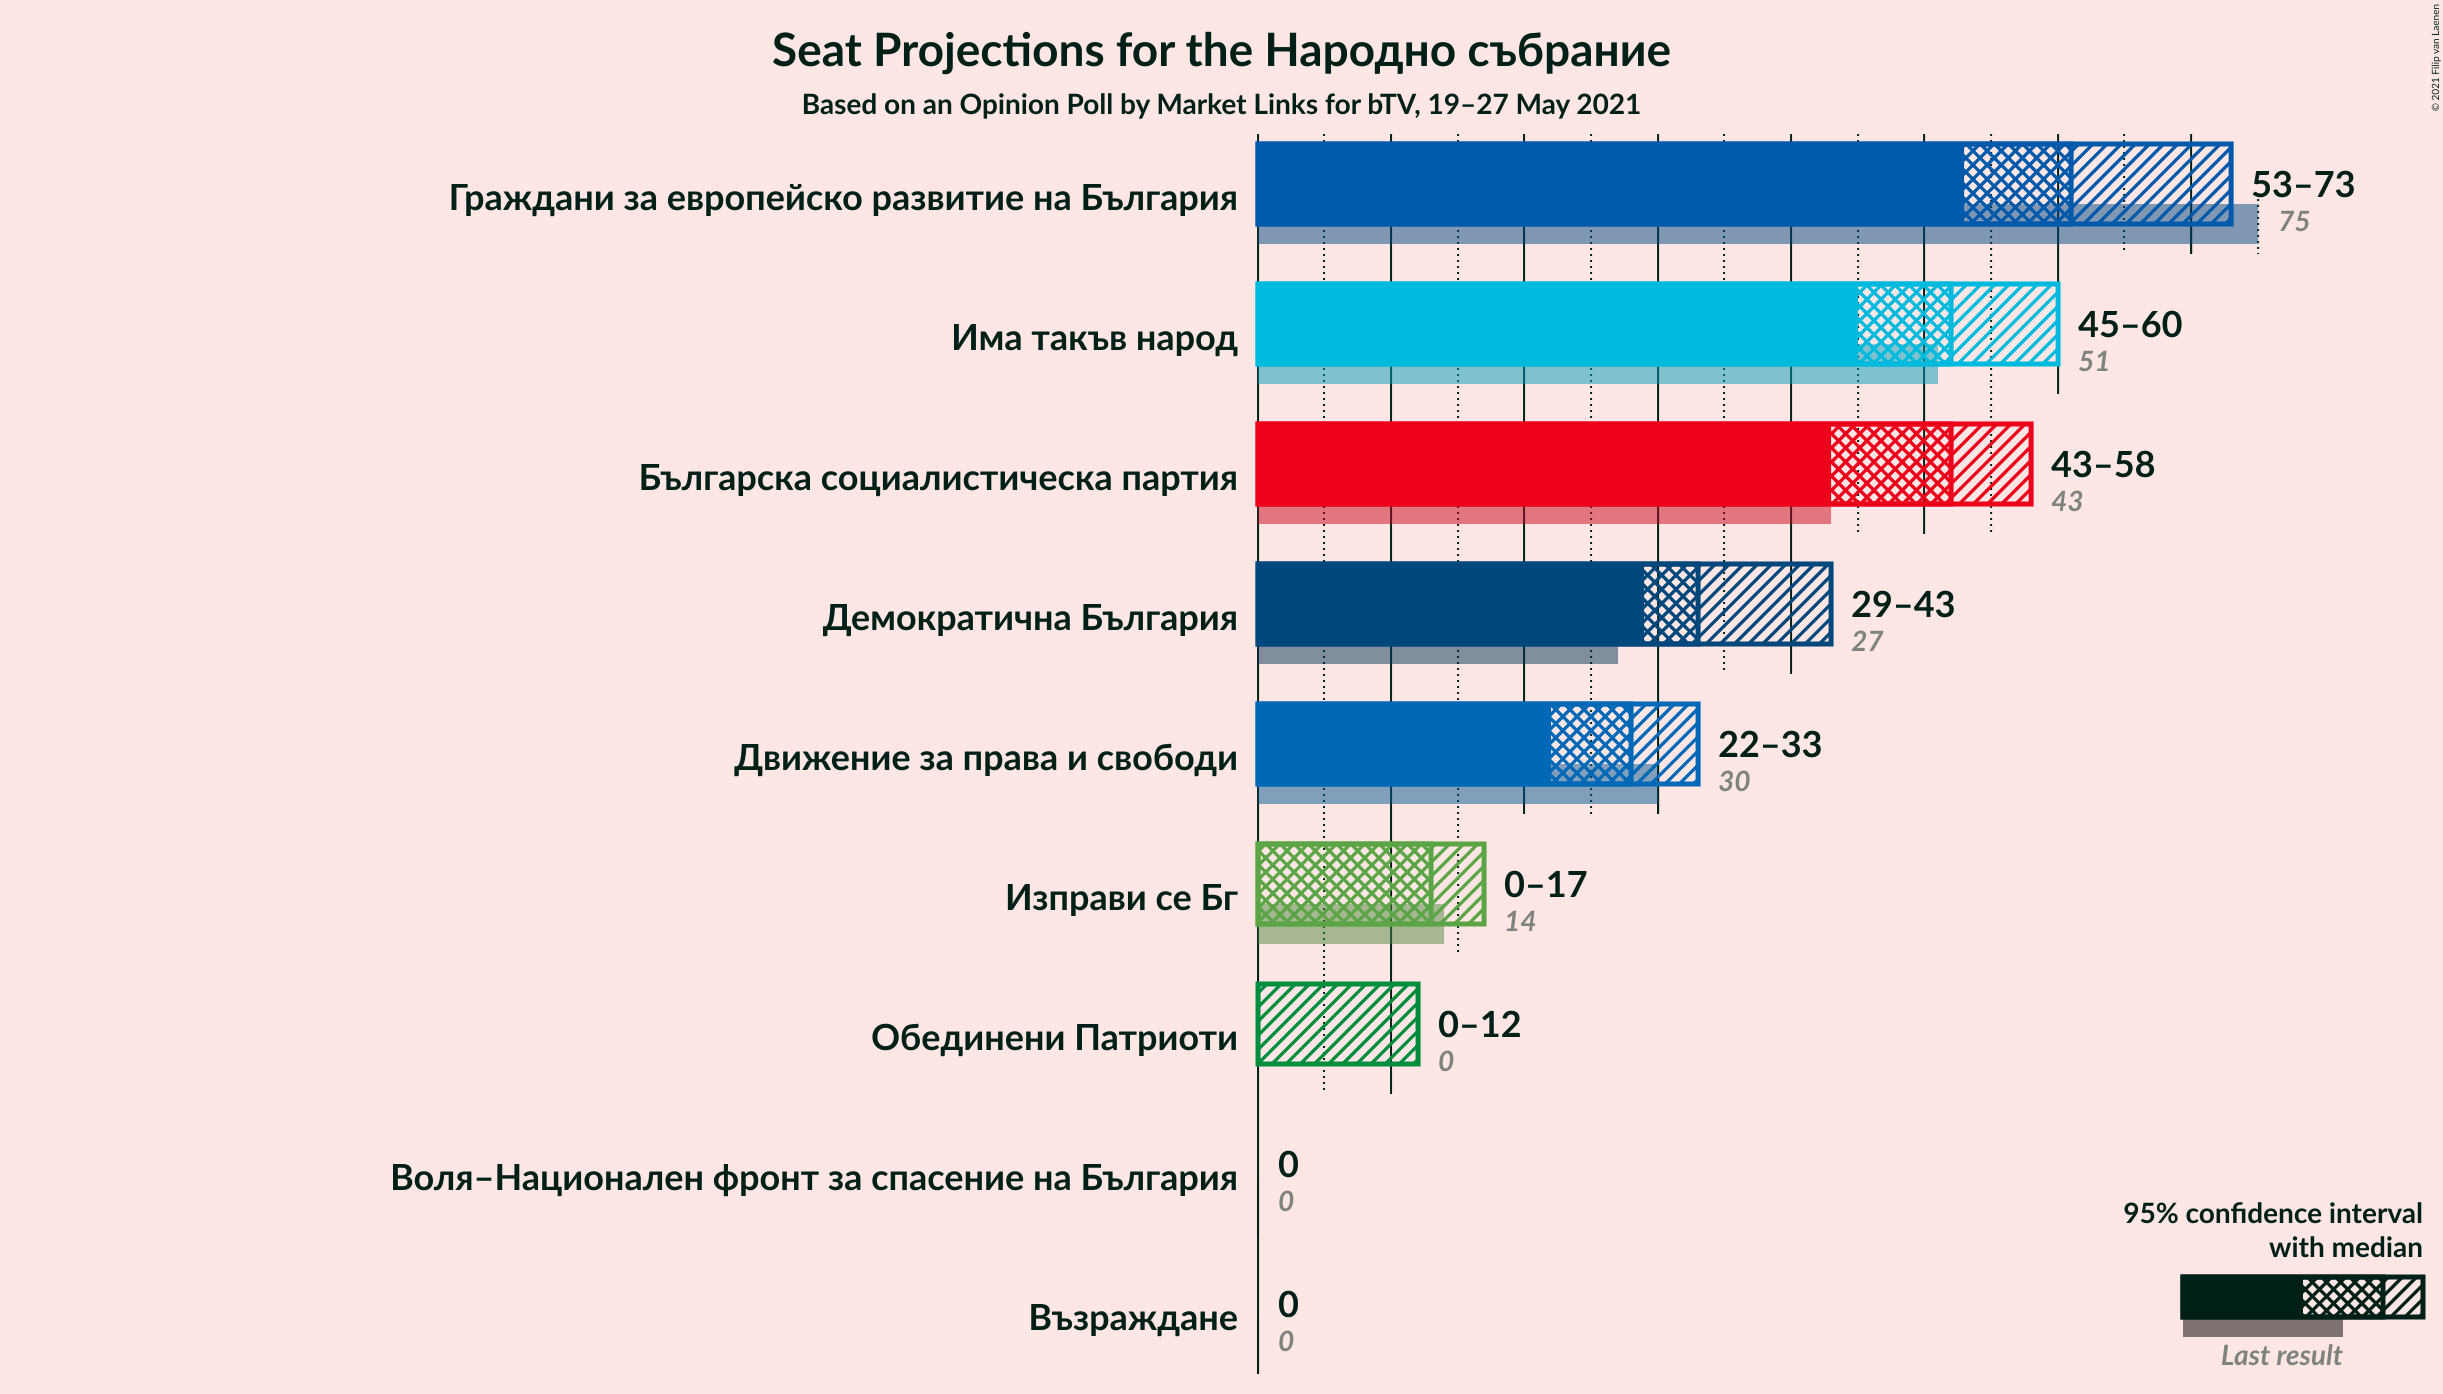 Seat Projections for the Народно събрание
Based on an Opinion Poll by Market Links for bTV, 19–27 May 2021
© 2021 Filip van Laenen
Граждани за европейско развитие на България
53–73
75
Има такъв народ
45–60
51
Българска социалистическа партия
43–58
43
Демократична България
29–43
27
Движение за права и свободи
22–33
30
Изправи се Бг
0–17
14
Обединени Патриоти
0–12
0
Воля–Национален фронт за спасение на България
0
0
Възраждане
0
0
95% confidence interval
with median
Last result